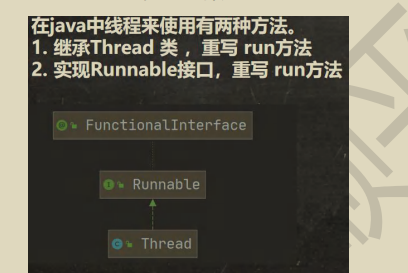 在java中线程来使用有两种方法。
1. 继承Thread 类 ，重写 run方法
2. 实现Runnable接口，重写 run方法
FunctionalInterface
Runnable
Thread